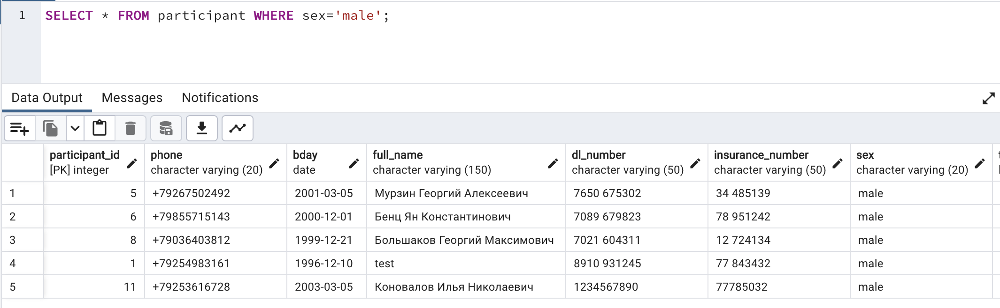 1 SELECT * FROM participant WHERE sex='male';
Data Output Messages Notifications
participant_id phone bday full_name dl_number insurance_number sex
[PK] integer character varying (20) date character varying (150) character varying (50) character varying (50) character varying (20)
1 5 +79267502492 2001-03-05 Мурзин Георгий Алексеевич 7650 675302 34 485139 male
2 6 +79855715143 2000-12-01 Бенц Ян Константинович 7089 679823 78 951242 male
3 8 +79036403812 1999-12-21 Большаков Георгий Максимович 7021 604311 12 724134 male
4 1 +79254983161 1996-12-10 test 8910 931245 77 843432 male
5 11 +79253616728 2003-03-05 Коновалов Илья Николаевич 1234567890 77785032 male